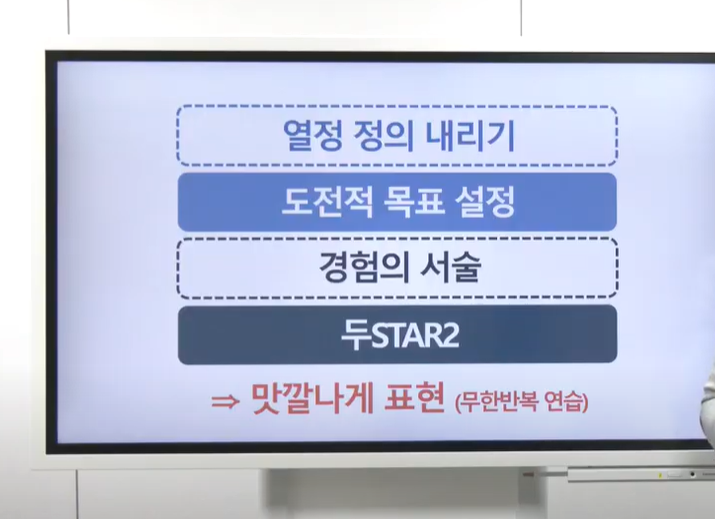 열정 정의 내리기
도전적 목표 설정
경험의 서술
두STAR2
⇒ 맛깔나게 표현 (무한반복 연습)